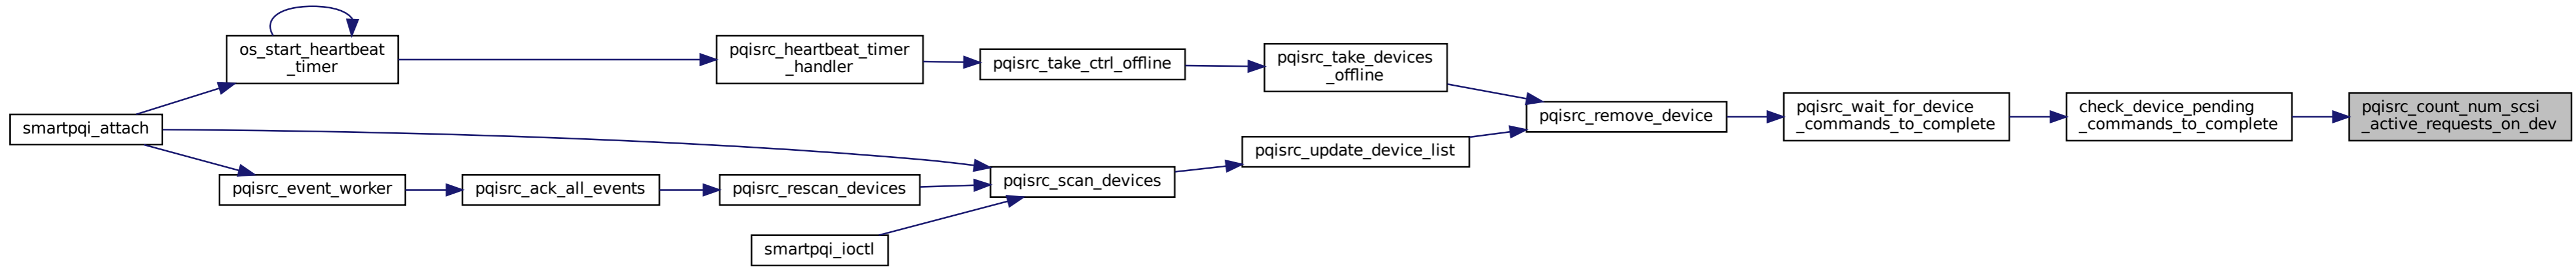 os_start_heartbeat
_timer
pqisrc_heartbeat_timer
_handler
pqisrc_take_ctrl_offline
pqisrc_take_devices
_offline
smartpqi_attach
pqisrc_remove_device
pqisrc_wait_for_device
_commands_to_complete
check_device_pending
_commands_to_complete
pqisrc_count_num_scsi
_active_requests_on_dev
pqisrc_update_device_list
pqisrc_event_worker
pqisrc_ack_all_events
pqisrc_rescan_devices
pqisrc_scan_devices
smartpqi_ioctl